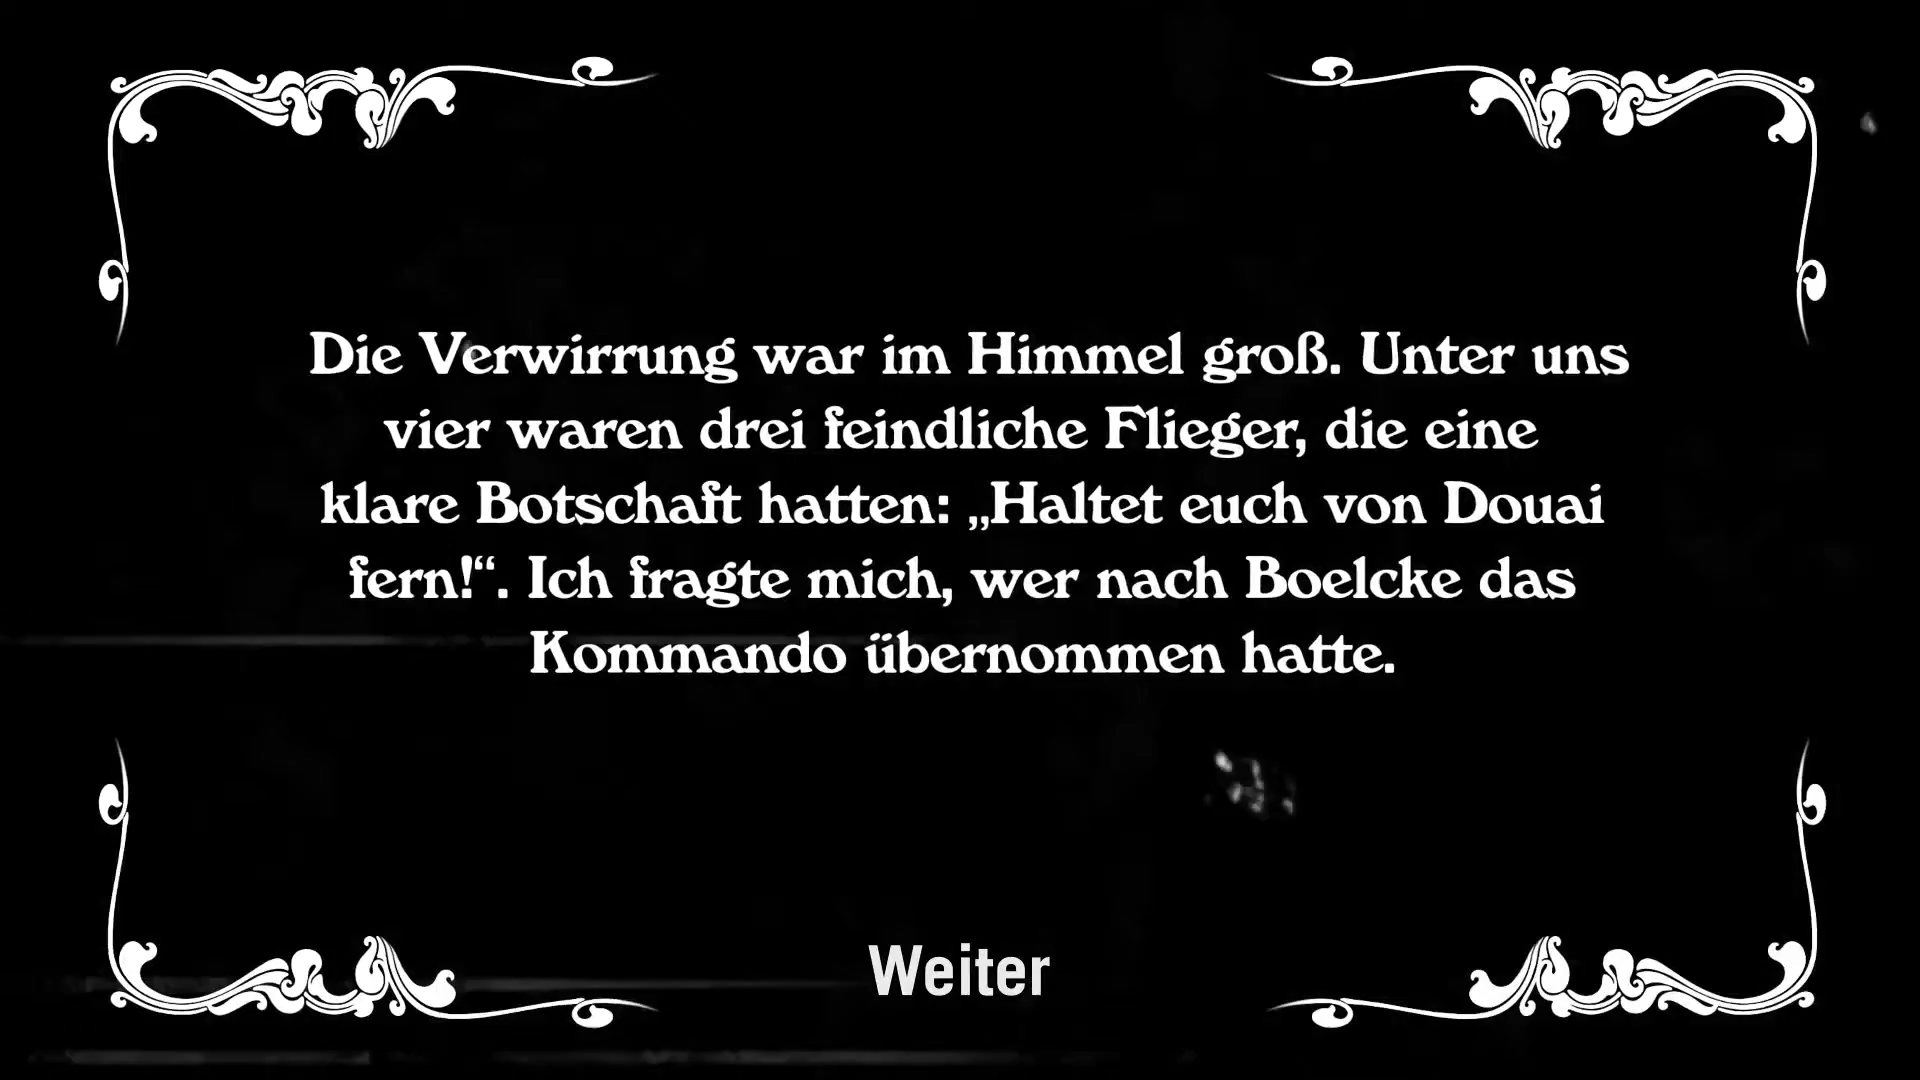 Die Verwirrung war im Himmel groß. Unter uns
vier waren drei feindliche Flieger, die eine
klare Botschaft hatten: „Haltet euch von Douai
fern!“. Ich fragte mich, wer nach Boelcke das
Kommando übernommen hatte.
Weiter